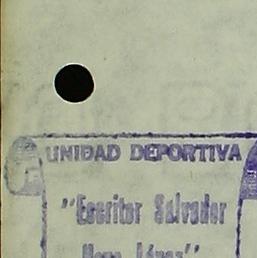 UNIDAD DEPORTIVA
"Escritor Salvador